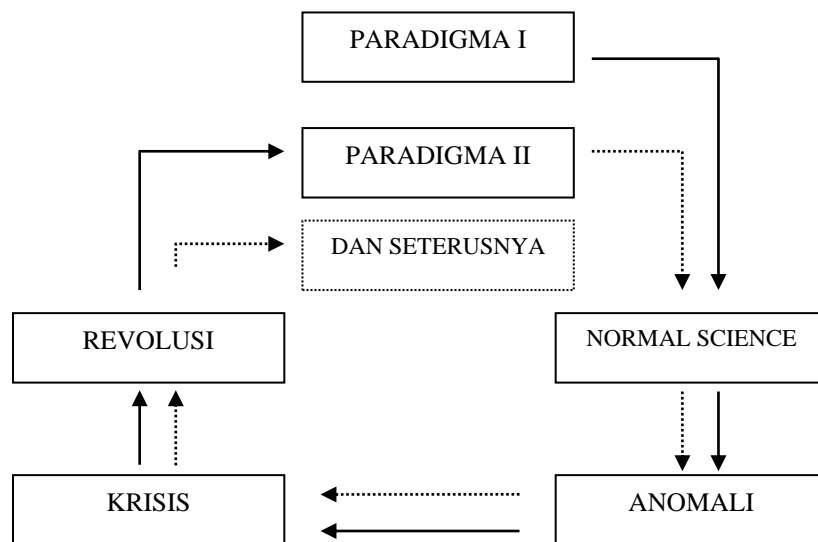 PARADIGMA I
PARADIGMA II
DAN SETERUSNYA
REVOLUSI
NORMAL SCIENCE
KRISIS
ANOMALI